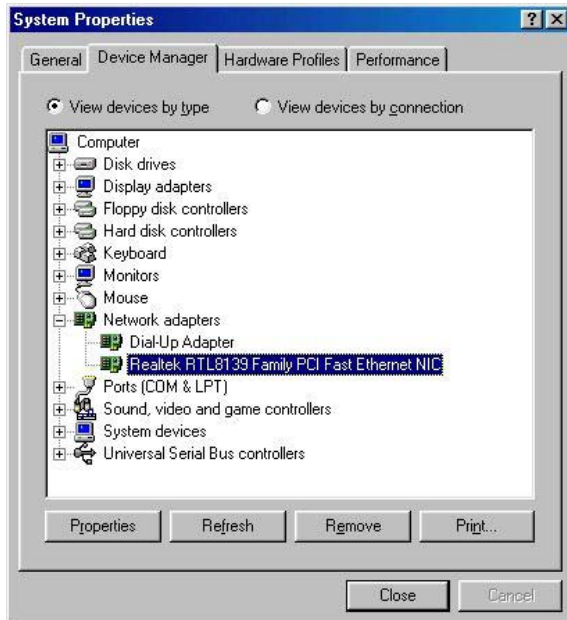 System Properties
General Device Manager Hardware Profiles Performance
View devices by type View devices by connection
Computer
Disk drives
Display adapters
Floppy disk controllers
Hard disk controllers
Keyboard
Monitors
Mouse
Network adapters
Dial-Up Adapter
Realtek RTL8139 Family PCI Fast Ethernet NIC
Ports (COM & LPT)
Sound, video and game controllers
System devices
Universal Serial Bus controllers
Properties Refresh Remove Print...
Close Cancel